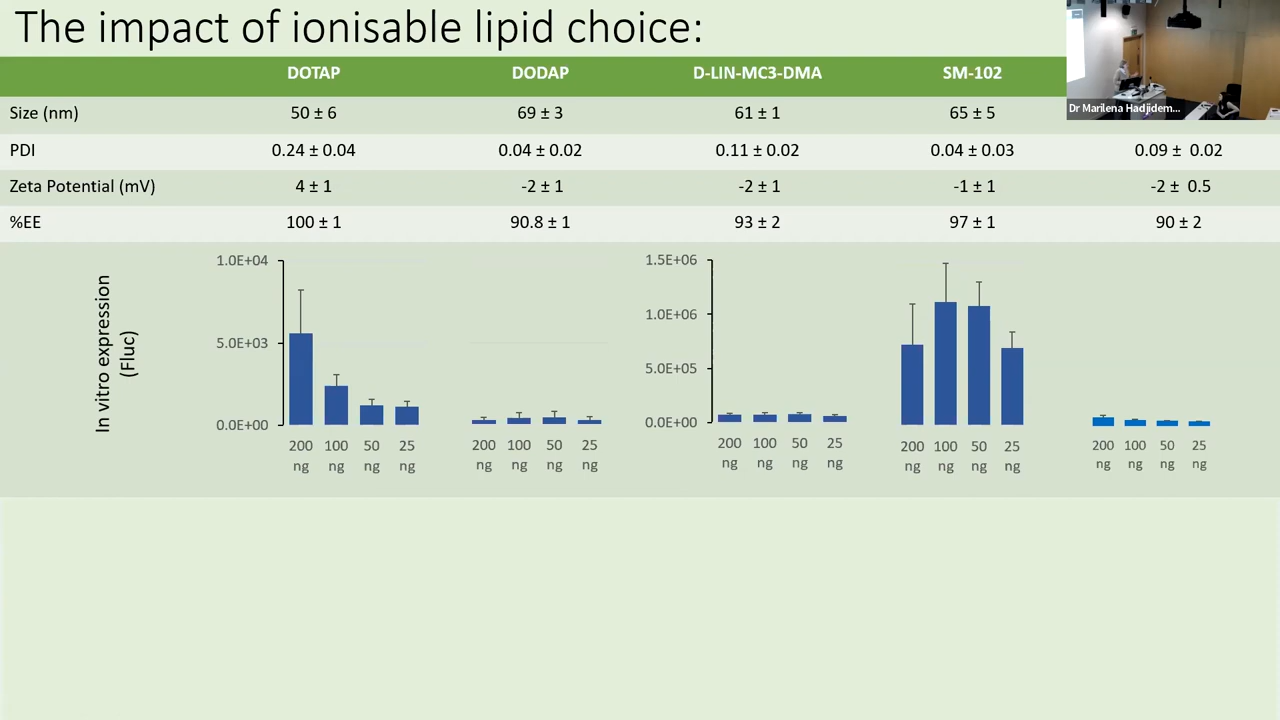 The impact of ionisable lipid choice:
DOTAP DODAP D-LIN-MC3-DMA SM-102
Dr Marilena Hadjidem...
Size (nm) 50 ± 6 69 ± 3 61 ± 1 65 ± 5
PDI 0.24 ± 0.04 0.04 ± 0.02 0.11 ± 0.02 0.04 ± 0.03 0.09 ± 0.02
Zeta Potential (mV) 4 ± 1 -2 ± 1 -2 ± 1 -1 ± 1 -2 ± 0.5
%EE 100 ± 1 90.8 ± 1 93 ± 2 97 ± 1 90 ± 2
In vitro expression
(Fluc)
1.0E+04
5.0E+03
0.0E+00
200 100 50 25
ng ng ng ng
200 100 50 25
ng ng ng ng
1.5E+06
1.0E+06
5.0E+05
0.0E+00
200 100 50 25
ng ng ng ng
200 100 50 25
ng ng ng ng
200 100 50 25
ng ng ng ng